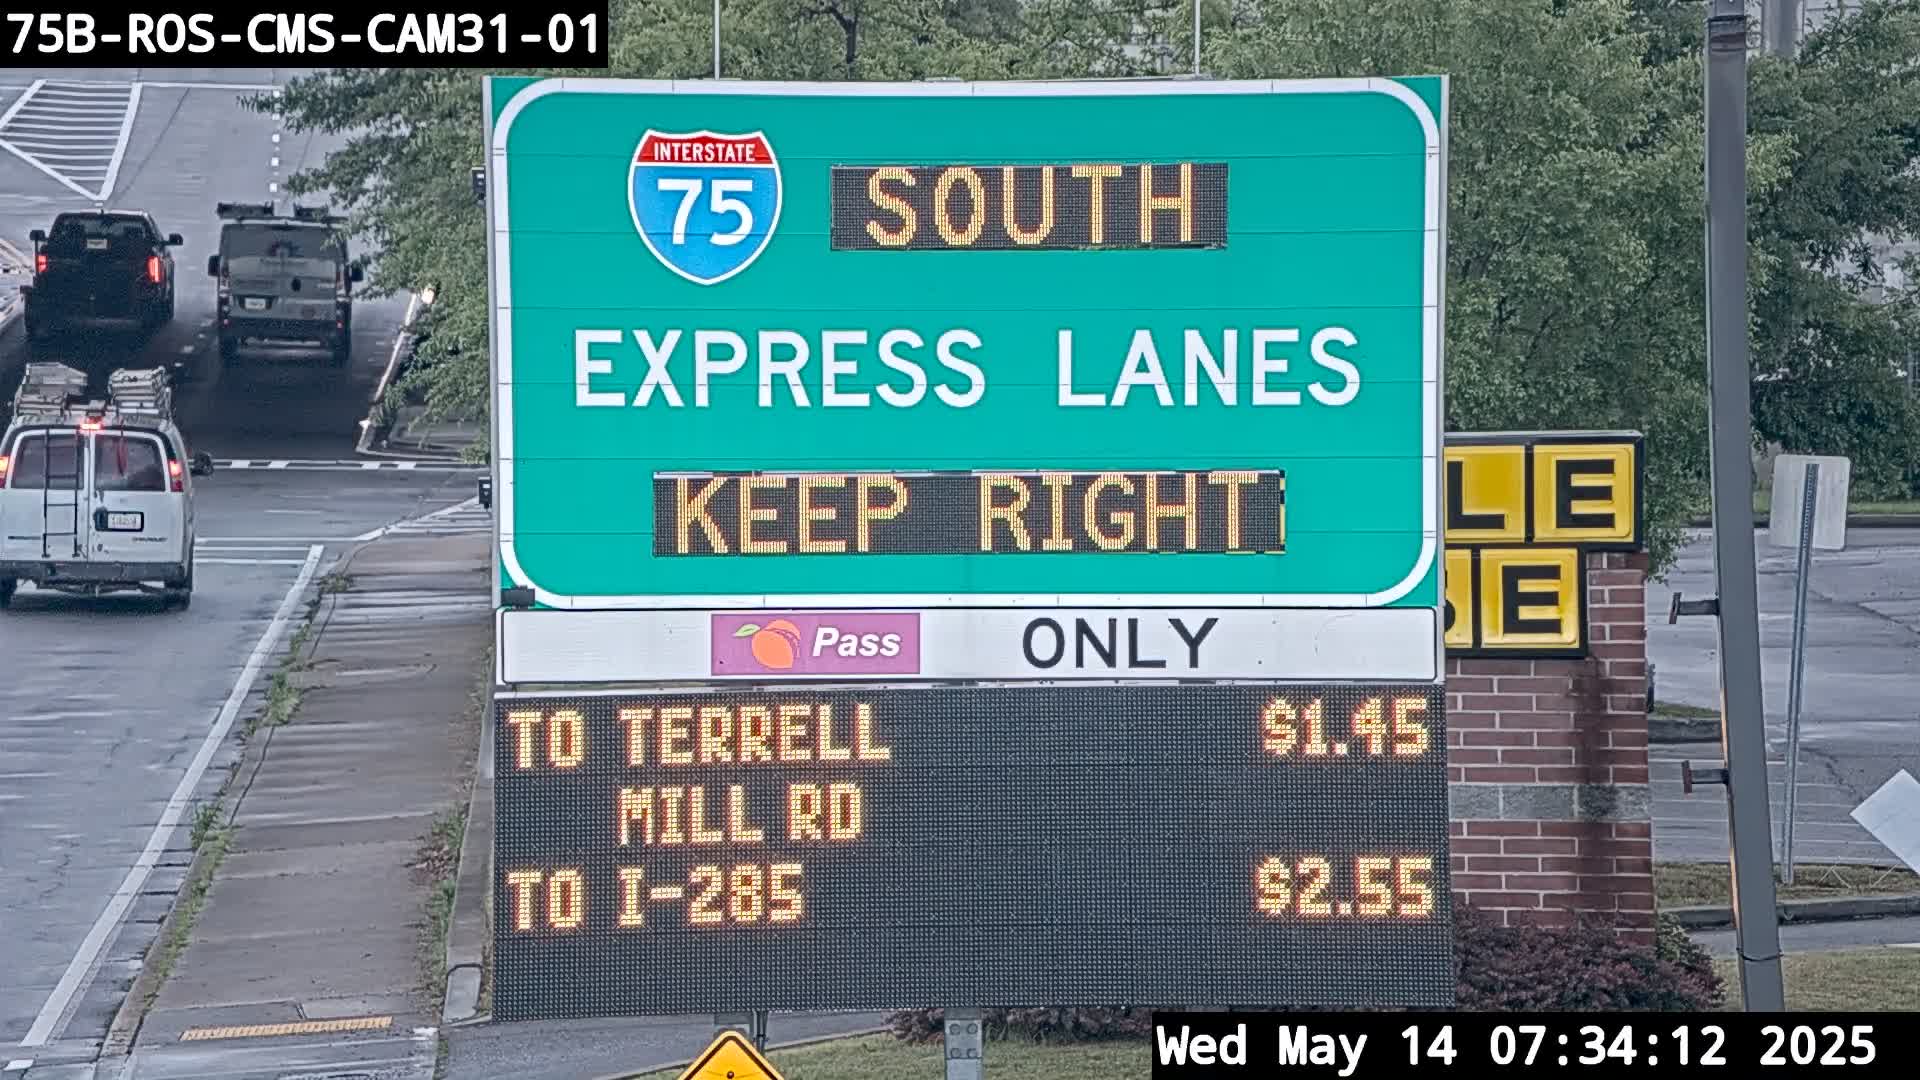 75B-ROS-CMS-CAM31-01
INTERSTATE
75 SOUTH
EXPRESS LANES
KEEP RIGHT
Pass ONLY
TO TERRELL $1.45
MILL RD
TO I-285 $2.55
LE
E
Wed May 14 07:34:12 2025